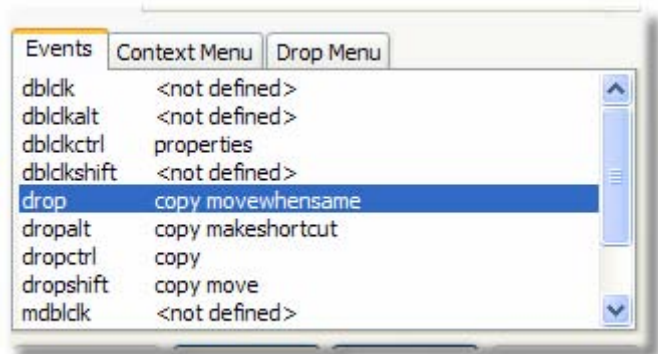 Events Context Menu Drop Menu
dblclk <not defined>
dblclkalt <not defined>
dblclkctrl properties
dblclkshift <not defined>
drop copy movewhensame
dropalt copy makeshortcut
dropctrl copy
dropshift copy move
mdblclk <not defined>